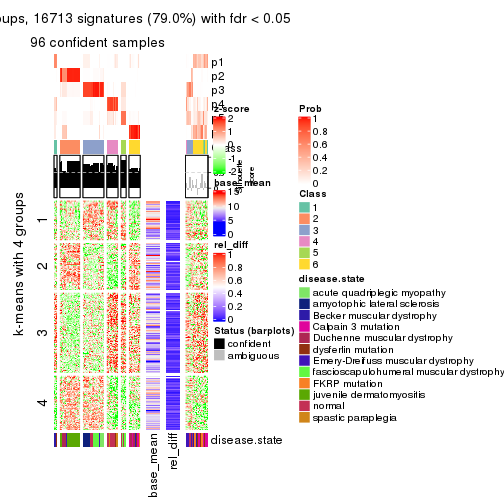 oups, 16713 signatures (79.0%) with fdr < 0.05
96 confident samples
p1
p2
p3
p4
z-score
2
1
0
-1
-2
Silhouette
score
base_mean
15
10
5
0
rel_diff
1
0.8
0.6
0.4
0.2
0
Status (barplots)
confident
ambiguous
Prob
1
0.8
0.6
0.4
0.2
0
Class
1
2
3
4
5
6
disease.state
acute quadriplegic myopathy
amyotophic lateral sclerosis
Becker muscular dystrophy
Calpain 3 mutation
Duchenne muscular dystrophy
dysferlin mutation
Emery-Dreifuss muscular dystrophy
fascioscapulohumeral muscular dystrophy
FKRP mutation
juvenile dermatomyositis
normal
spastic paraplegia
k-means with 4 groups
1
2
3
4
disease.state
base_mean
rel_diff